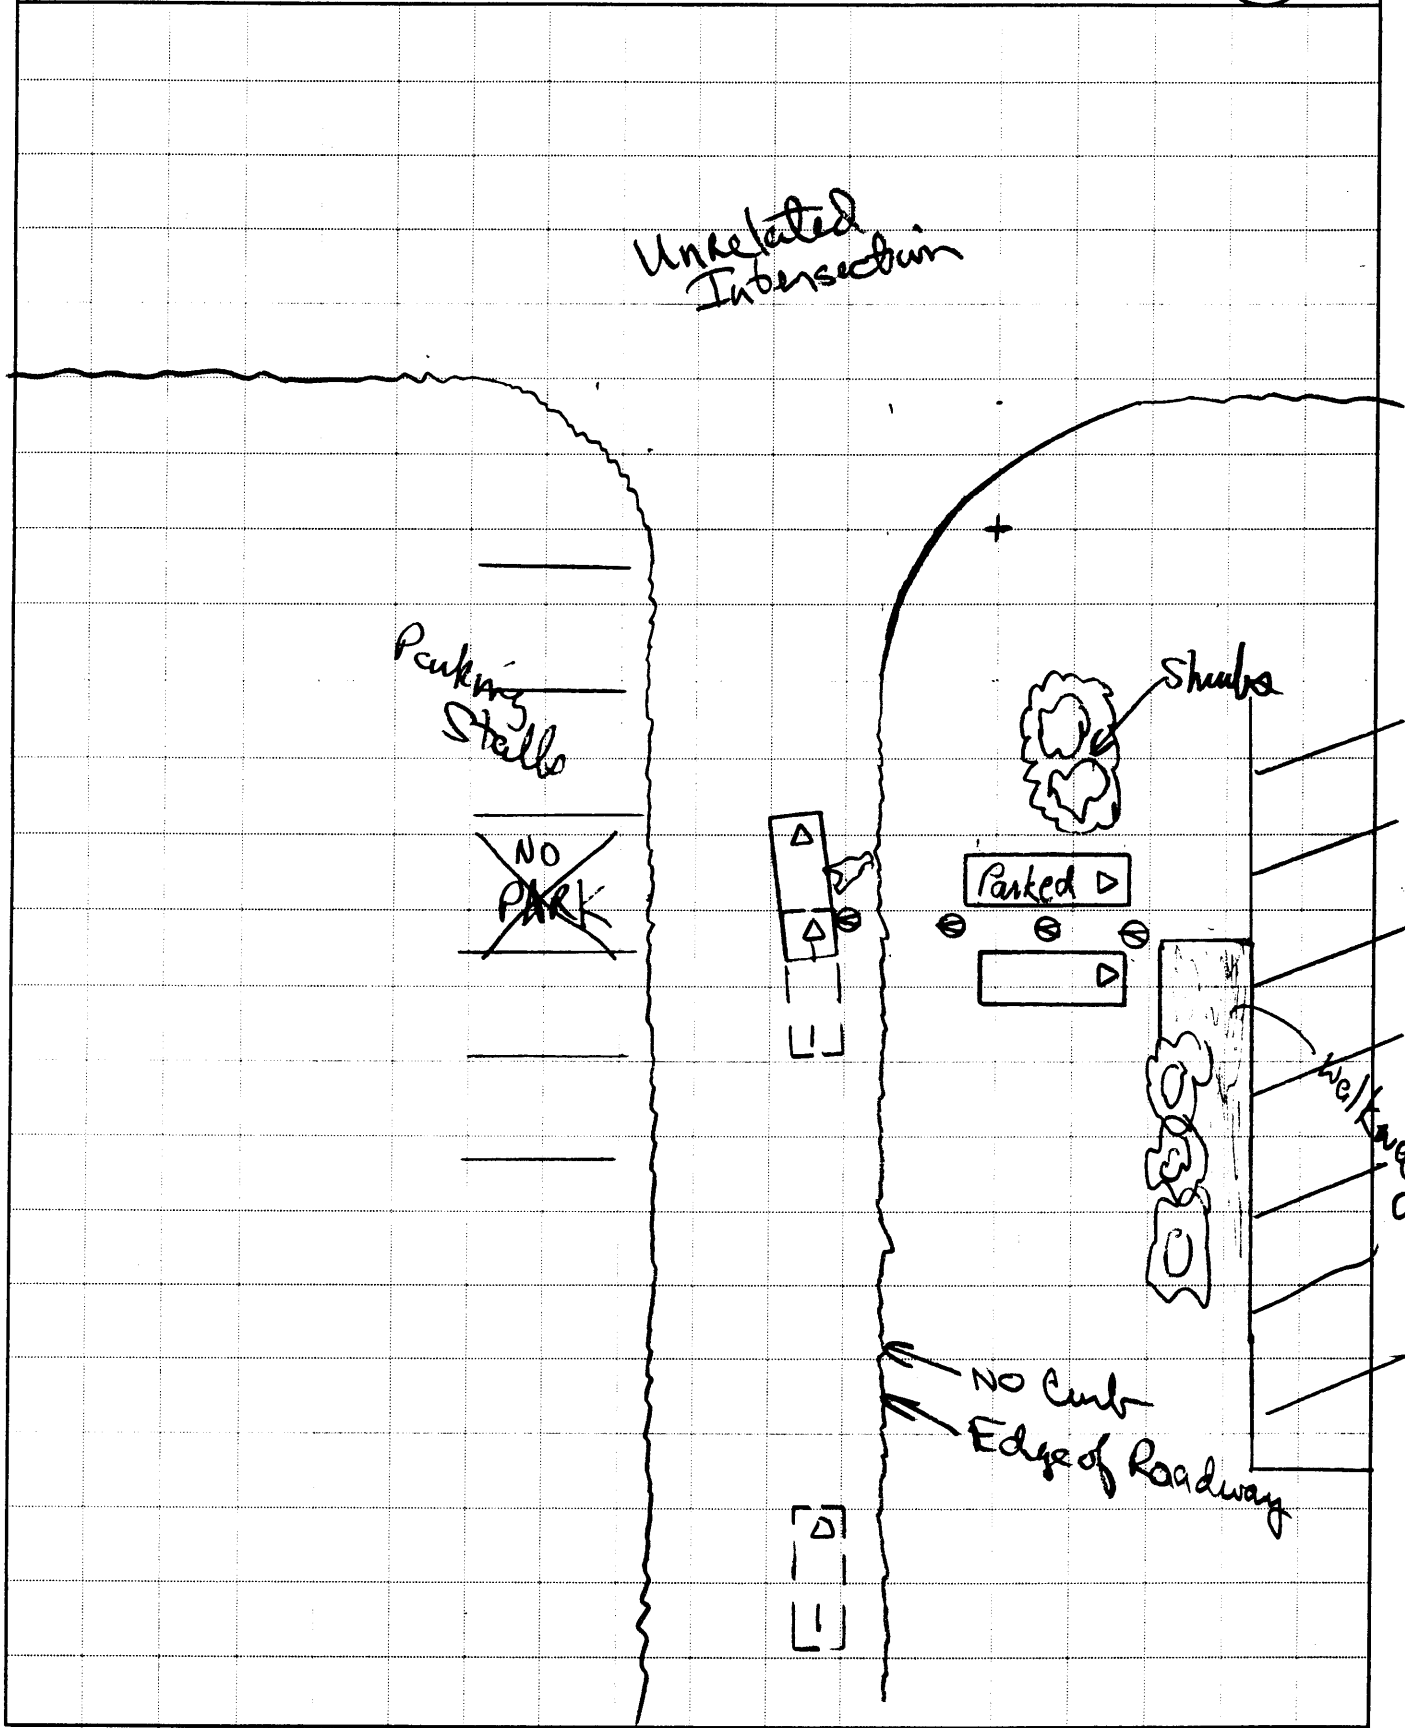 Unrelated
Intersection
Parking
Stalls
Shrubs
NO
PARK
Parked
NO Curb
Edge of Roadway